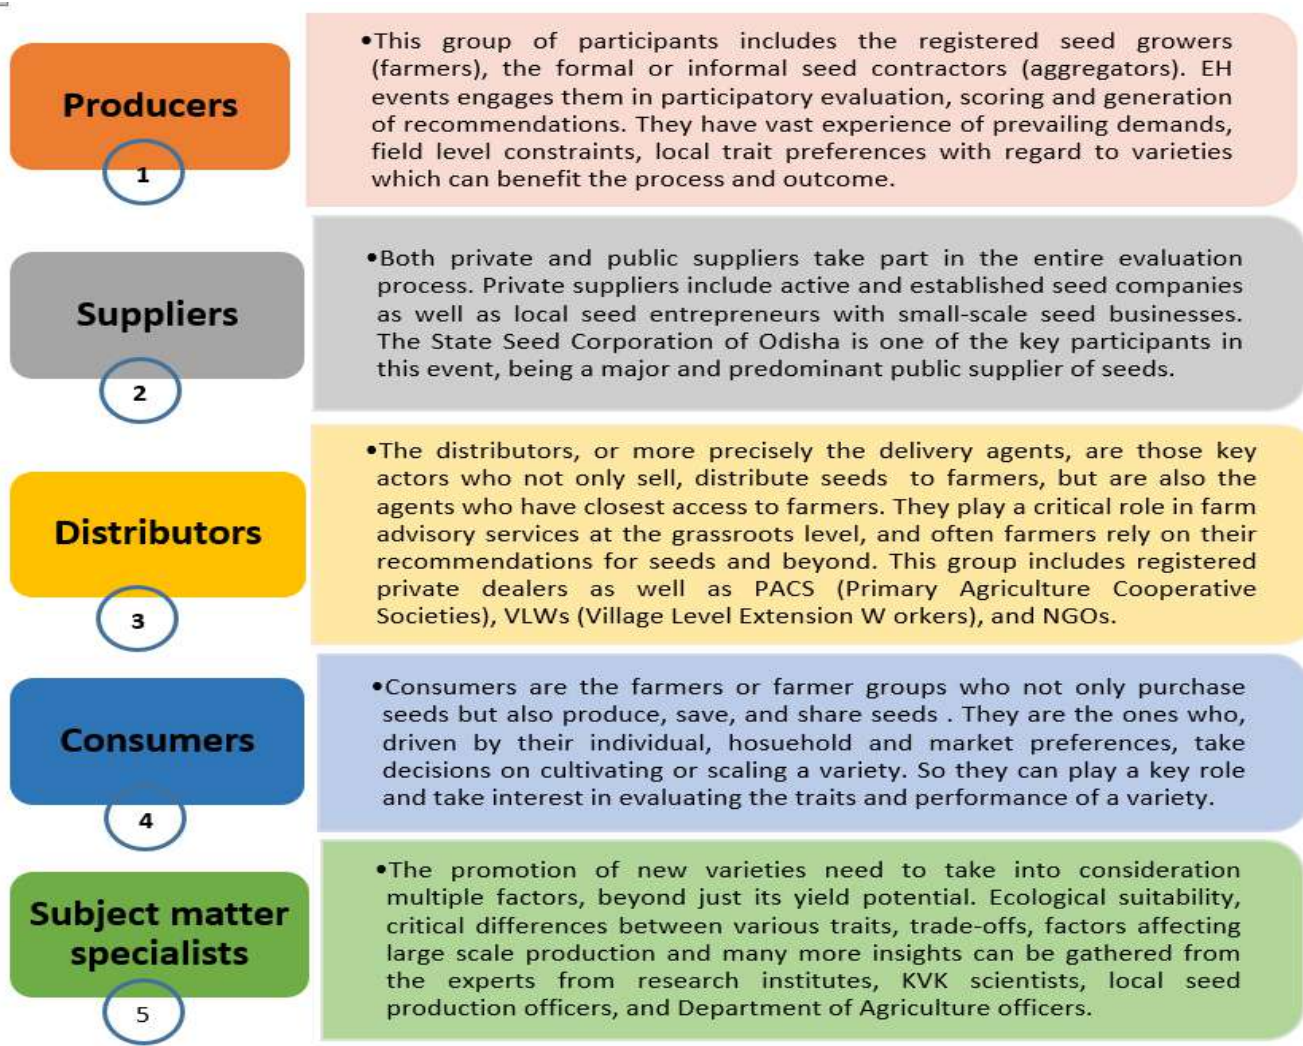 Producers
1
•This group of participants includes the registered seed growers
(farmers), the formal or informal seed contractors (aggregators). EH
events engages them in participatory evaluation, scoring and generation
of recommendations. They have vast experience of prevailing demands,
field level constraints, local trait preferences with regard to varieties
which can benefit the process and outcome.
Suppliers
2
•Both private and public suppliers take part in the entire evaluation
process. Private suppliers include active and established seed companies
as well as local seed entrepreneurs with small-scale seed businesses.
The State Seed Corporation of Odisha is one of the key participants in
this event, being a major and predominant public supplier of seeds.
Distributors
3
•The distributors, or more precisely the delivery agents, are those key
actors who not only sell, distribute seeds to farmers, but are also the
agents who have closest access to farmers. They play a critical role in farm
advisory services at the grassroots level, and often farmers rely on their
recommendations for seeds and beyond. This group includes registered
private dealers as well as PACS (Primary Agriculture Cooperative
Societies), VLWs (Village Level Extension W orkers), and NGOs.
Consumers
4
•Consumers are the farmers or farmer groups who not only purchase
seeds but also produce, save, and share seeds . They are the ones who,
driven by their individual, hosuehold and market preferences, take
decisions on cultivating or scaling a variety. So they can play a key role
and take interest in evaluating the traits and performance of a variety.
Subject matter
specialists
5
•The promotion of new varieties need to take into consideration
multiple factors, beyond just its yield potential. Ecological suitability,
critical differences between various traits, trade-offs, factors affecting
large scale production and many more insights can be gathered from
the experts from research institutes, KVK scientists, local seed
production officers, and Department of Agriculture officers.